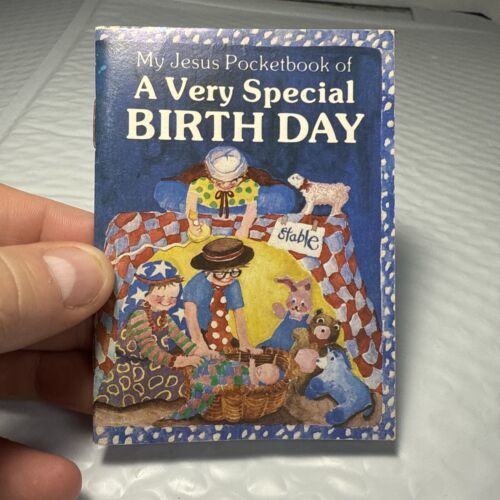 My Jesus Pocketbook of
A Very Special
BIRTH DAY
stable